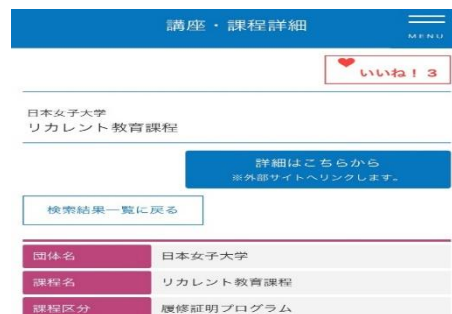 講座・課程詳細
MENU
いいね！ 3
日本女子大学
リカレント教育課程
詳細はこちらから
※外部サイトへリンクします。
検索結果一覧に戻る
団体名 日本女子大学
課程名 リカレント教育課程
課程区分 履修証明プログラム